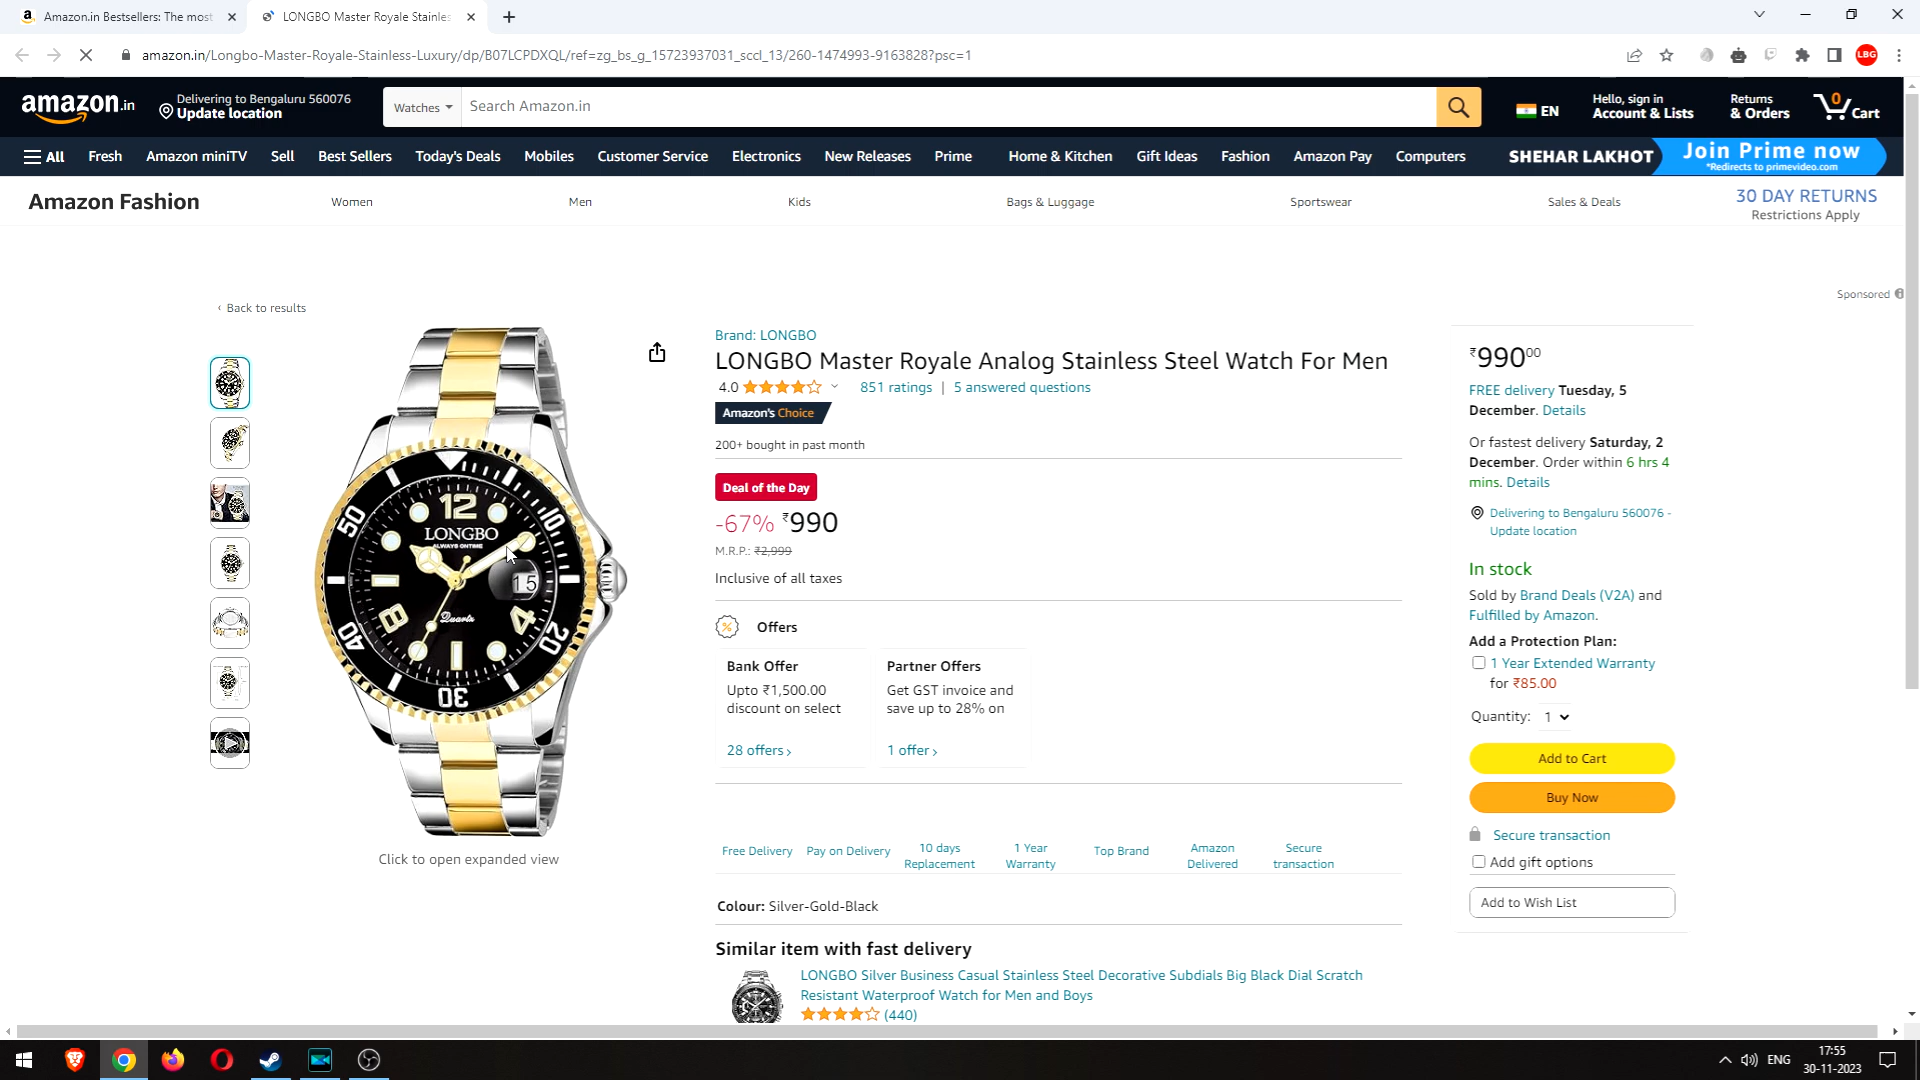 Amazon.in Bestsellers: The most
LONGBO Master Royale Stainles
amazon.in/Longbo-Master-Royale-Stainless-Luxury/dp/B07LCPDXQL/ref=zg_bs_g_15723937031_sccl_13/260-1474993-9163828?psc=1
LBG
amazon.in
Delivering to Bengaluru 560076
Update location
Watches
Search Amazon.in
EN
Hello, sign in
Account & Lists
Returns
& Orders
0
Cart
All
Fresh
Amazon miniTV
Sell
Best Sellers
Today's Deals
Mobiles
Customer Service
Electronics
New Releases
Prime
Home & Kitchen
Gift Ideas
Fashion
Amazon Pay
Computers
SHEHAR LAKHOT
Join Prime now
*Redirects to primevideo.com
Amazon Fashion
Women
Men
Kids
Bags & Luggage
Sportswear
Sales & Deals
30 DAY RETURNS
Restrictions Apply
Sponsored
‹ Back to results
12
50
10
LONGBO
ALWAYS ONTIME
15
8
Quartz
4
40
20
30
Click to open expanded view
Brand: LONGBO
LONGBO Master Royale Analog Stainless Steel Watch For Men
4.0
851 ratings | 5 answered questions
Amazon's Choice
200+ bought in past month
Deal of the Day
-67% ₹990
M.R.P.: ₹2,999
Inclusive of all taxes
Offers
Bank Offer
Upto ₹1,500.00
discount on select
28 offers ›
Partner Offers
Get GST invoice and
save up to 28% on
1 offer ›
Free Delivery
Pay on Delivery
10 days
Replacement
1 Year
Warranty
Top Brand
Amazon
Delivered
Secure
transaction
Colour: Silver-Gold-Black
Similar item with fast delivery
LONGBO Silver Business Casual Stainless Steel Decorative Subdials Big Black Dial Scratch
Resistant Waterproof Watch for Men and Boys
(440)
₹990⁰⁰
FREE delivery Tuesday, 5
December. Details
Or fastest delivery Saturday, 2
December. Order within 6 hrs 4
mins. Details
Delivering to Bengaluru 560076 -
Update location
In stock
Sold by Brand Deals (V2A) and
Fulfilled by Amazon.
Add a Protection Plan:
1 Year Extended Warranty
for ₹85.00
Quantity: 1
Add to Cart
Buy Now
Secure transaction
Add gift options
Add to Wish List
ENG
17:55
30-11-2023